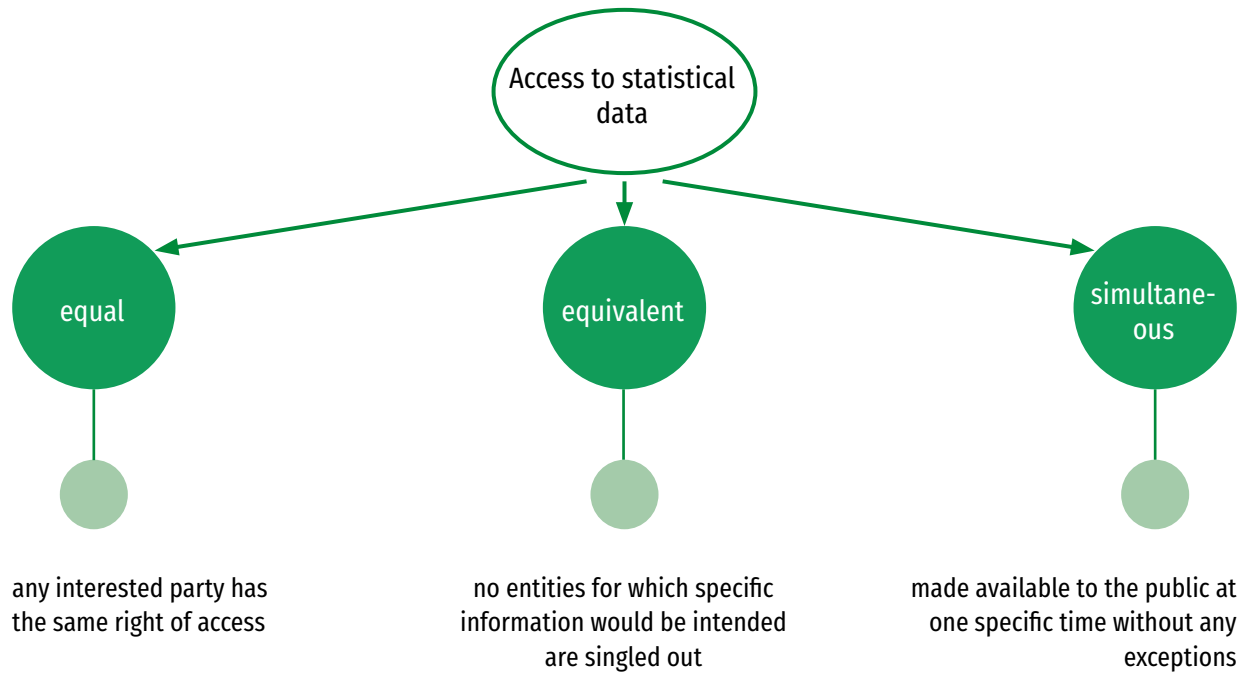 Access to statistical
data
equal
equivalent
simultane-
ous
any interested party has
the same right of access
no entities for which specific
information would be intended
are singled out
made available to the public at
one specific time without any
exceptions